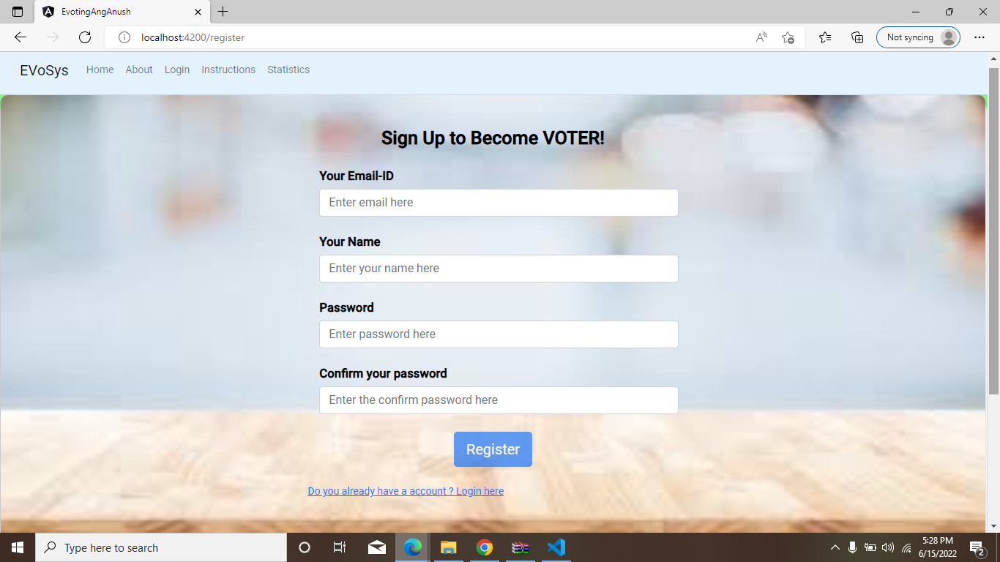 EvotingAngAnush
localhost:4200/register
Not syncing
EVoSys Home About Login Instructions Statistics
Sign Up to Become VOTER!
Your Email-ID
Enter email here
Your Name
Enter your name here
Password
Enter password here
Confirm your password
Enter the confirm password here
Register
Do you already have a account ? Login here
Type here to search
5:28 PM
6/15/2022
2